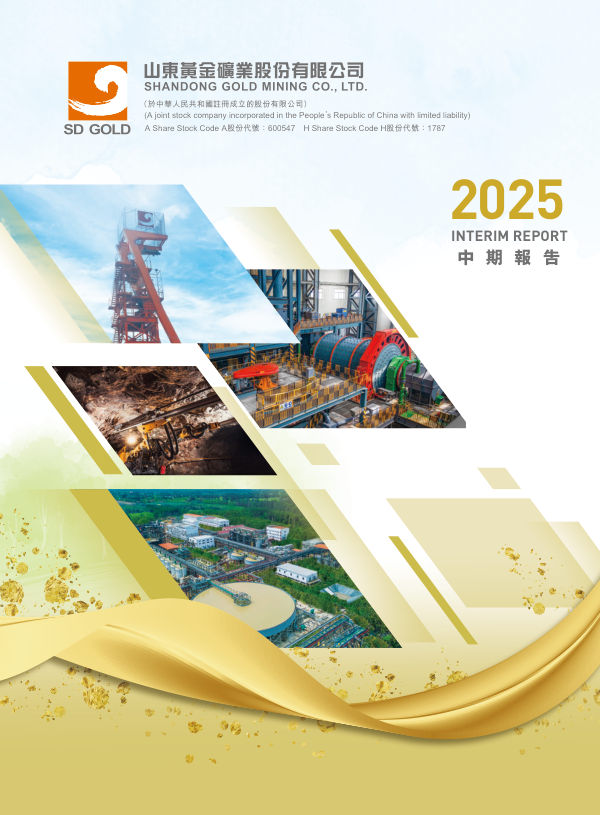 山東黃金礦業股份有限公司
SHANDONG GOLD MINING CO., LTD.
(於中華人民共和國註冊成立的股份有限公司)
(A joint stock company incorporated in the People's Republic of China with limited liability)
A Share Stock Code A股份代號：600547 H Share Stock Code H股份代號：1787
SD GOLD
2025
INTERIM REPORT
中期報告